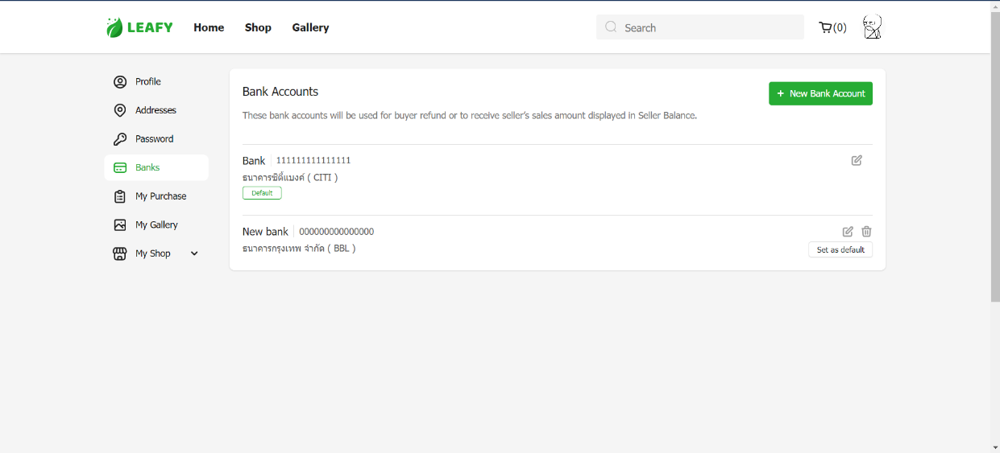 LEAFY Home Shop Gallery Search (0)
Profile
Addresses
Password
Banks
My Purchase
My Gallery
My Shop
Bank Accounts
+ New Bank Account
These bank accounts will be used for buyer refund or to receive seller's sales amount displayed in Seller Balance.
Bank 111111111111111
ธนาคารซิตี้แบงค์ ( CITI )
Default
New bank 000000000000000
ธนาคารกรุงเทพ จำกัด ( BBL )
Set as default